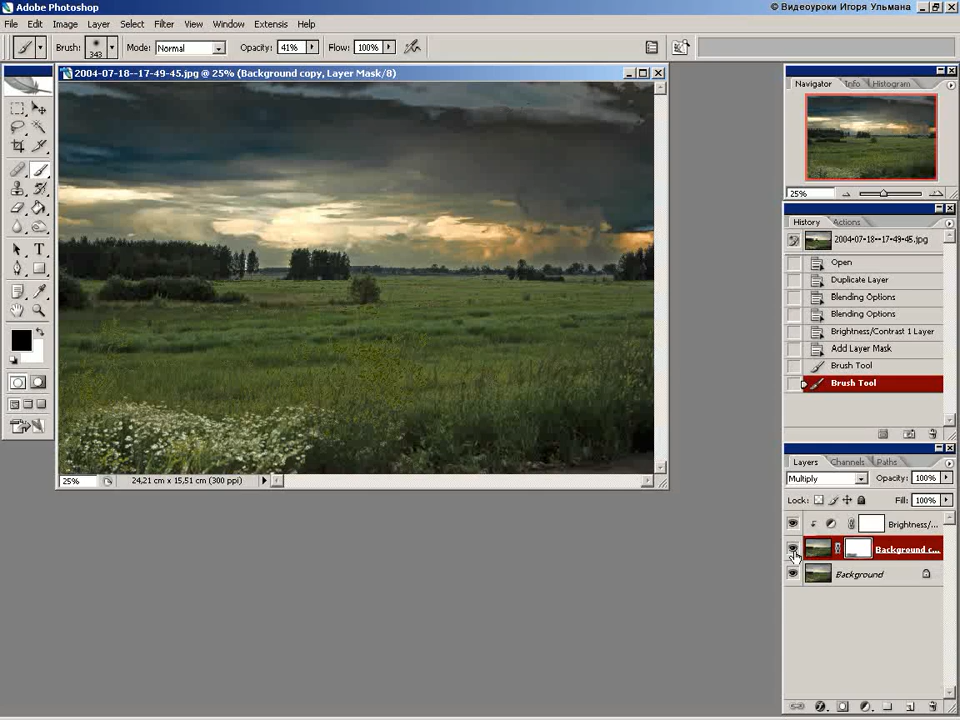 Adobe Photoshop
© Видеоуроки Игоря Ульмана
File Edit Image Layer Select Filter View Window Extensis Help
Brush: 343 Mode: Normal Opacity: 41% Flow: 100%
2004-07-18--17-49-45.jpg @ 25% (Background copy, Layer Mask/8)
Navigator Info Histogram
25%
History Actions
2004-07-18--17-49-45.jpg
Open
Duplicate Layer
Blending Options
Blending Options
Brightness/Contrast 1 Layer
Add Layer Mask
Brush Tool
Brush Tool
Layers Channels Paths
Multiply Opacity: 100%
Lock: Fill: 100%
Brightness/...
Background c...
Background
25% 24,21 cm x 15,51 cm (300 ppi)